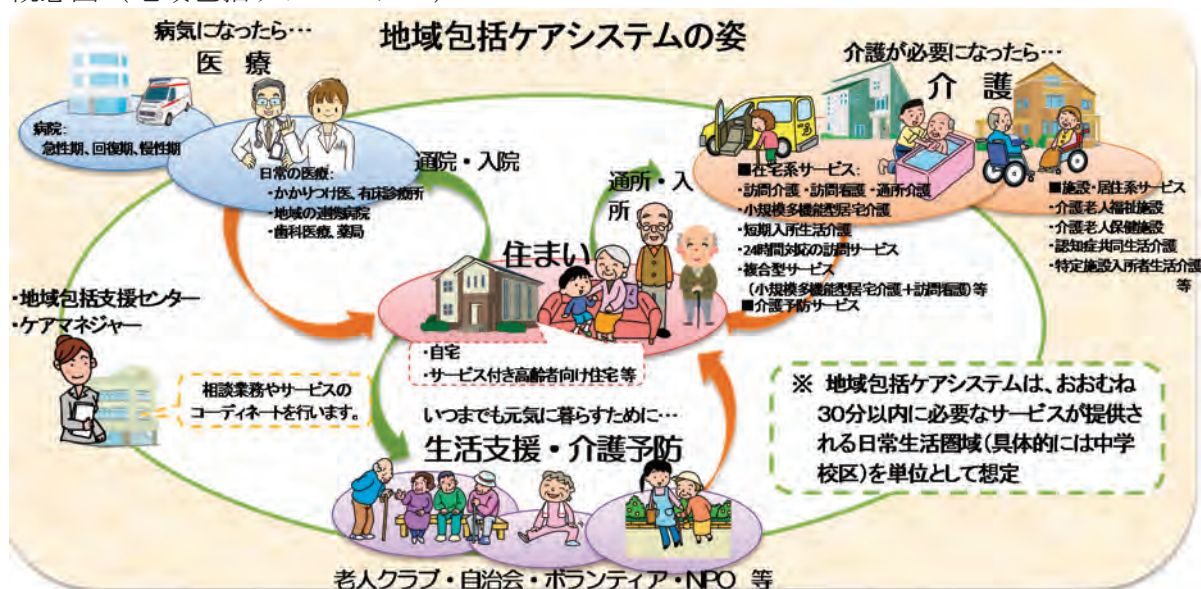 地域包括ケアシステムの姿
病気になったら…
医 療
病院:
急性期、回復期、慢性期
日常の医療:
・かかりつけ医、有床診療所
・地域の連携病院
・歯科医療、薬局
通院・入院
通所・入
所
介護が必要になったら…
介 護
■在宅系サービス:
・訪問介護・訪問看護・通所介護
・小規模多機能型居宅介護
・短期入所生活介護
・24時間対応の訪問サービス
・複合型サービス
(小規模多機能型居宅介護+訪問看護)等
■介護予防サービス
■施設・居住系サービス
・介護老人福祉施設
・介護老人保健施設
・認知症共同生活介護
・特定施設入所者生活介護
等
住まい
・自宅
・サービス付き高齢者向け住宅等
・地域包括支援センター
・ケアマネジャー
相談業務やサービスの
コーディネートを行います。
いつまでも元気に暮らすために…
生活支援・介護予防
老人クラブ・自治会・ボランティア・NPO 等
※ 地域包括ケアシステムは、おおむね
30分以内に必要なサービスが提供さ
れる日常生活圏域(具体的には中学
校区)を単位として想定